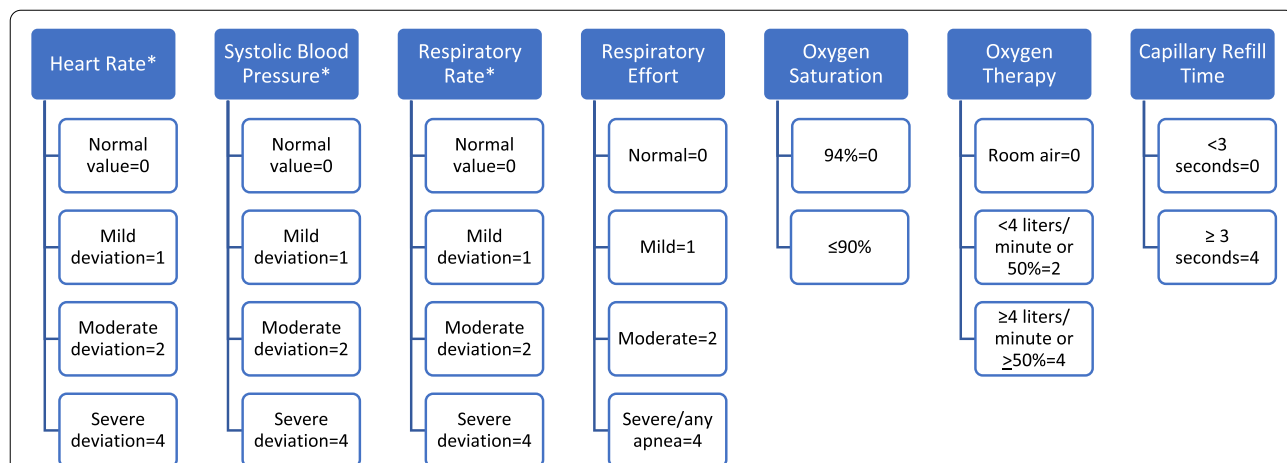 Heart Rate*
Normal
value=0
Mild
deviation=1
Moderate
deviation=2
Severe
deviation=4
Systolic Blood
Pressure*
Normal
value=0
Mild
deviation=1
Moderate
deviation=2
Severe
deviation=4
Respiratory
Rate*
Normal
value=0
Mild
deviation=1
Moderate
deviation=2
Severe
deviation=4
Respiratory
Effort
Normal=0
Mild=1
Moderate=2
Severe/any
apnea=4
Oxygen
Saturation
94%=0
≤90%
Oxygen
Therapy
Room air=0
<4 liters/
minute or
50%=2
≥4 liters/
minute or
≥50%=4
Capillary Refill
Time
<3
seconds=0
≥ 3
seconds=4